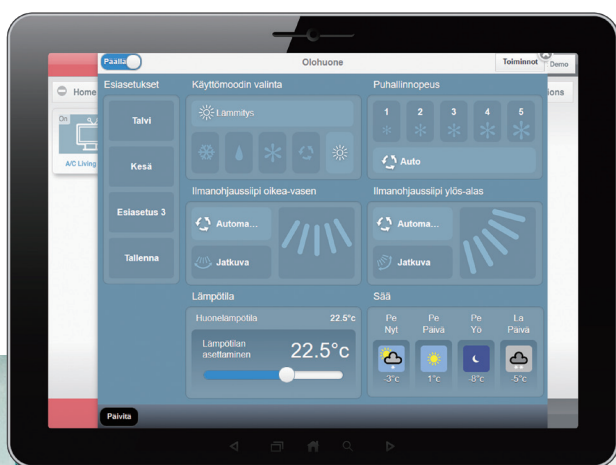 Päällä
Olohuone
Toiminnot
Demo
Home
ions
On
A/C Living
Esiasetukset
Talvi
Kesä
Esiasetus 3
Tallenna
Käyttömoodin valinta
Lämmitys
Puhallinnopeus
1 2 3 4 5
Auto
Ilmanohjaussiipi oikea-vasen
Automa...
Jatkuva
Ilmanohjaussiipi ylös-alas
Automa...
Jatkuva
Lämpötila
Huonelämpötila 22.5°c
Lämpötilan
asettaminen
22.5°c
Sää
Pe Pe Pe La
Nyt Päivä Yö Päivä
-3°c 1°c -8°c -5°c
Päivitä